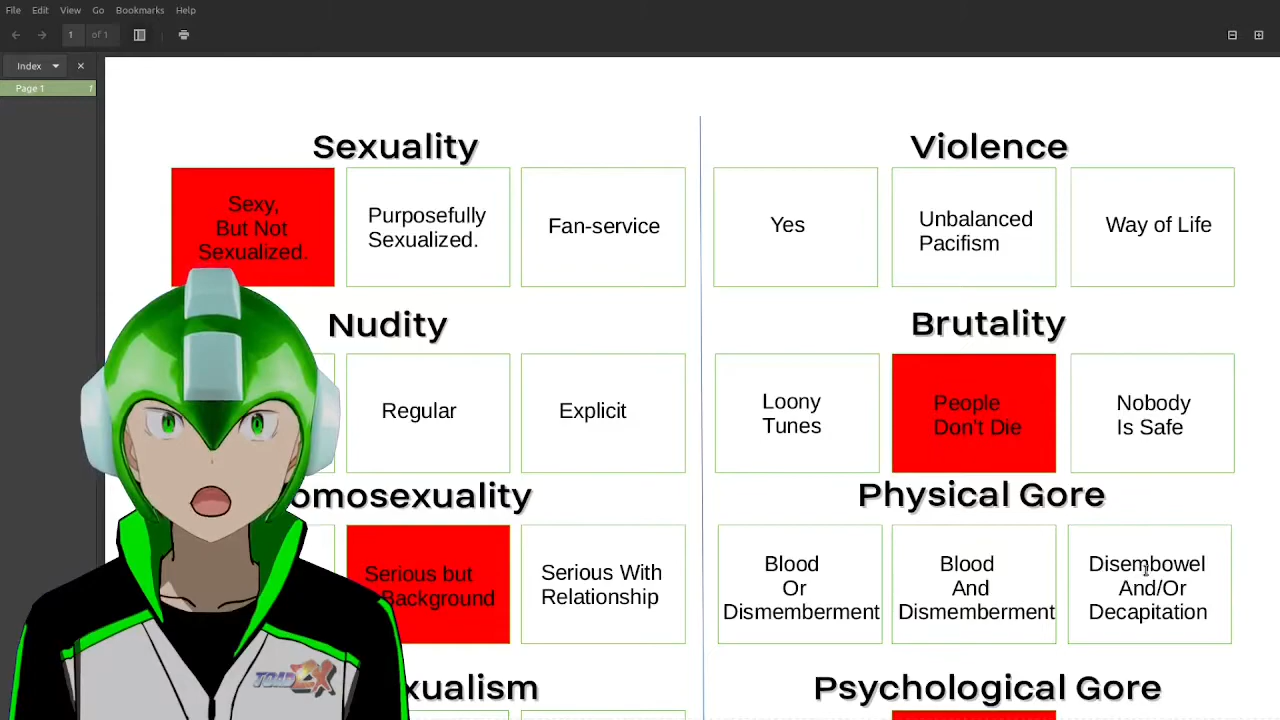 File Edit View Go Bookmarks Help
1 of 1
Index
Page 1 1
Sexuality
Sexy,
But Not
Sexualized.
Purposefully
Sexualized.
Fan-service
Nudity
Regular
Explicit
omosexuality
Serious but
Background
Serious With
Relationship
xualism
Violence
Yes
Unbalanced
Pacifism
Way of Life
Brutality
Loony
Tunes
People
Don't Die
Nobody
Is Safe
Physical Gore
Blood
Or
Dismemberment
Blood
And
Dismemberment
Disembowel
And/Or
Decapitation
Psychological Gore
TOAD ZX